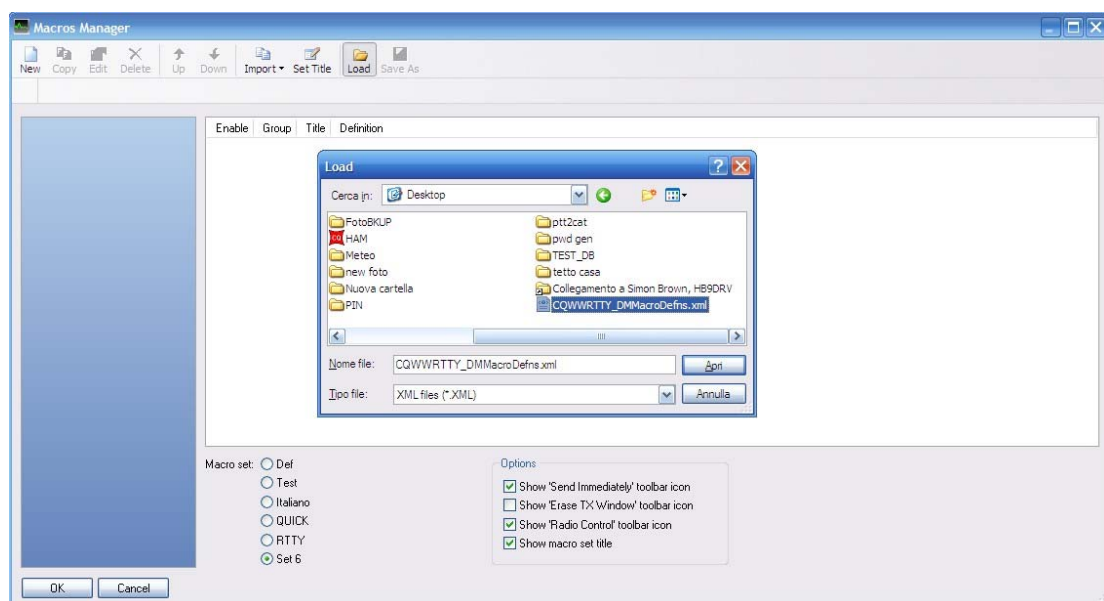 Macros Manager
New Copy Edit Delete Up Down Import Set Title Load Save As
Enable Group Title Definition
Load
Cerca in: Desktop
FotoBKUP
HAM
Meteo
new foto
Nuova cartella
PIN
ptt2cat
pwd gen
TEST_DB
tetto casa
Collegamento a Simon Brown, HB9DRV
CQWWRTTY_DMMacroDefns.xml
Nome file: CQWWRTTY_DMMacroDefns.xml Apri
Tipo file: XML files (*.XML) Annulla
Macro set: Def
Test
Italiano
QUICK
RTTY
Set 6
Options
Show 'Send Immediately' toolbar icon
Show 'Erase TX Window' toolbar icon
Show 'Radio Control' toolbar icon
Show macro set title
OK Cancel